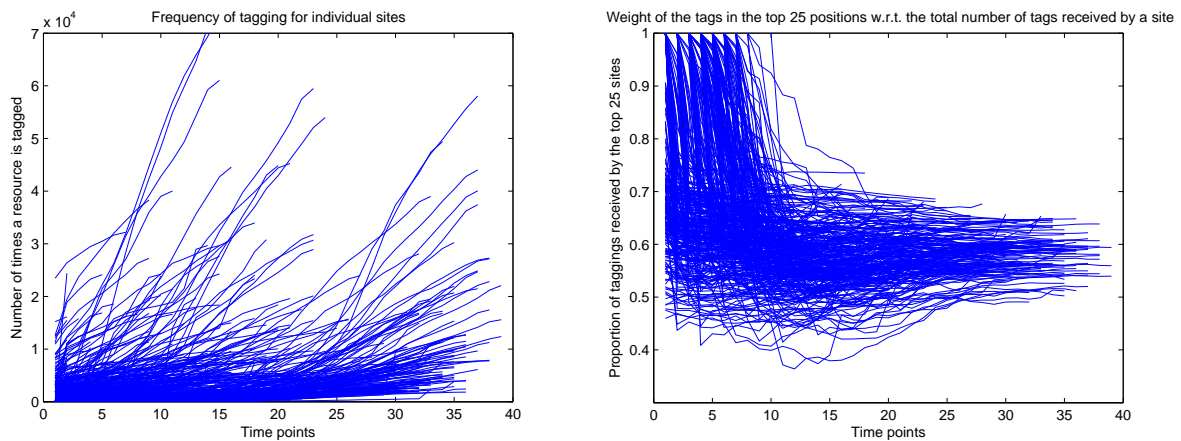 Frequency of tagging for individual sites
x 10^4
7
6
5
4
3
2
1
0
0 5 10 15 20 25 30 35 40
Time points
Number of times a resource is tagged
Weight of the tags in the top 25 positions w.r.t. the total number of tags received by a site
1
0.9
0.8
0.7
0.6
0.5
0.4
0 5 10 15 20 25 30 35 40
Time points
Proportion of taggings received by the top 25 sites